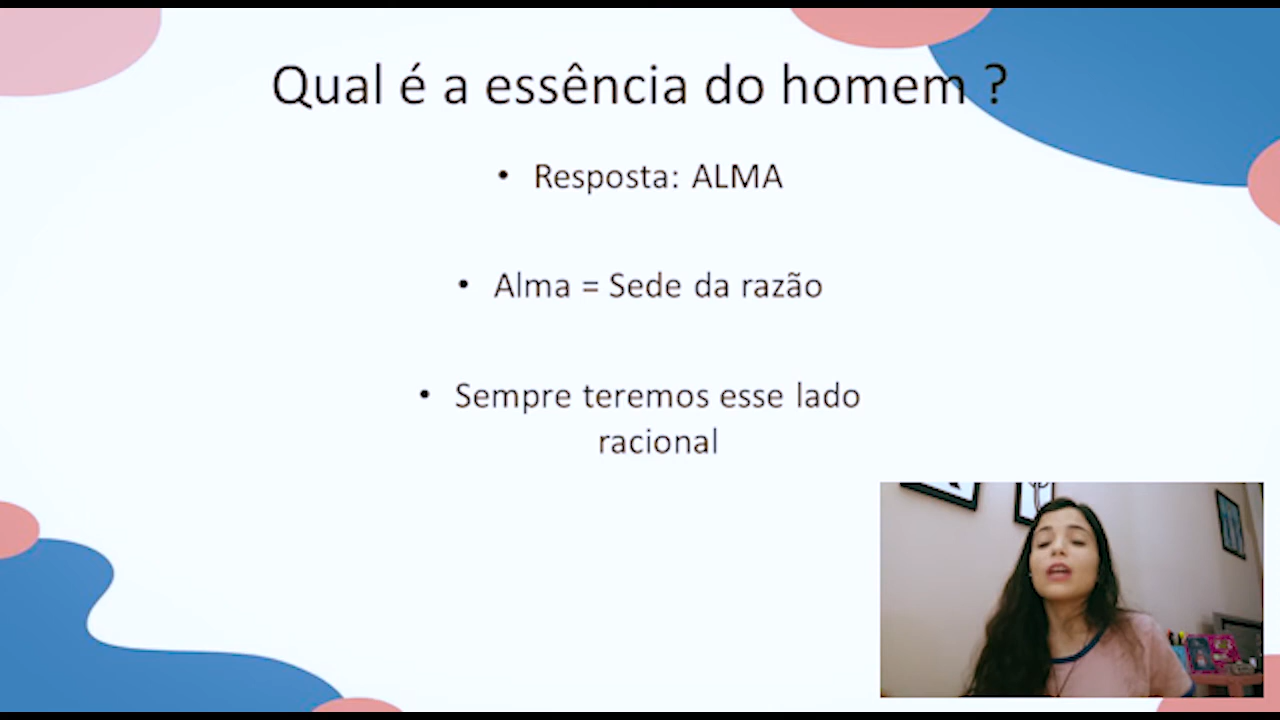 Qual é a essência do homem ?
• Resposta: ALMA
• Alma = Sede da razão
• Sempre teremos esse lado
racional